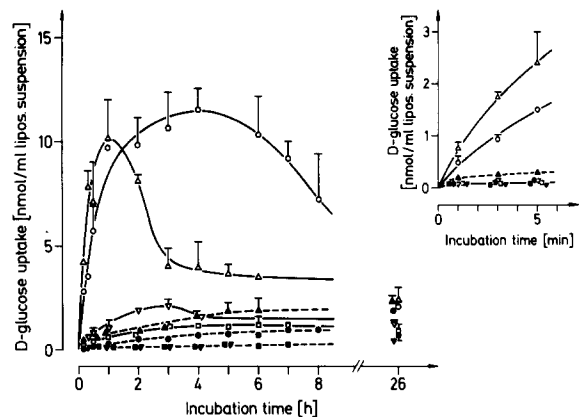 D-glucose uptake [nmol/ml lipos. suspension]
15
10
5
0
0 2 4 6 8 26
Incubation time [h]
D-glucose uptake
[nmol/ml lipos. suspension]
3
2
1
0
0 5
Incubation time [min]